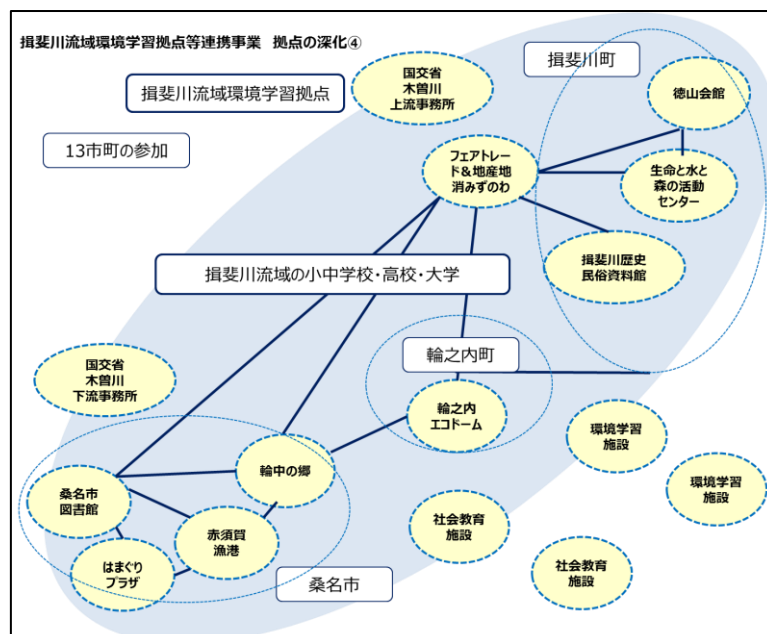 揖斐川流域環境学習拠点等連携事業 拠点の深化④
揖斐川町
国交省
木曽川
上流事務所
揖斐川流域環境学習拠点
徳山会館
13市町の参加
フェアトレー
ド&地産地
消みずのわ
生命と水と
森の活動
センター
揖斐川歴史
民俗資料館
揖斐川流域の小中学校・高校・大学
輪之内町
国交省
木曽川
下流事務所
輪之内
エコドーム
環境学習
施設
輪中の郷
環境学習
施設
桑名市
図書館
赤須賀
漁港
社会教育
施設
はまぐり
プラザ
社会教育
施設
桑名市